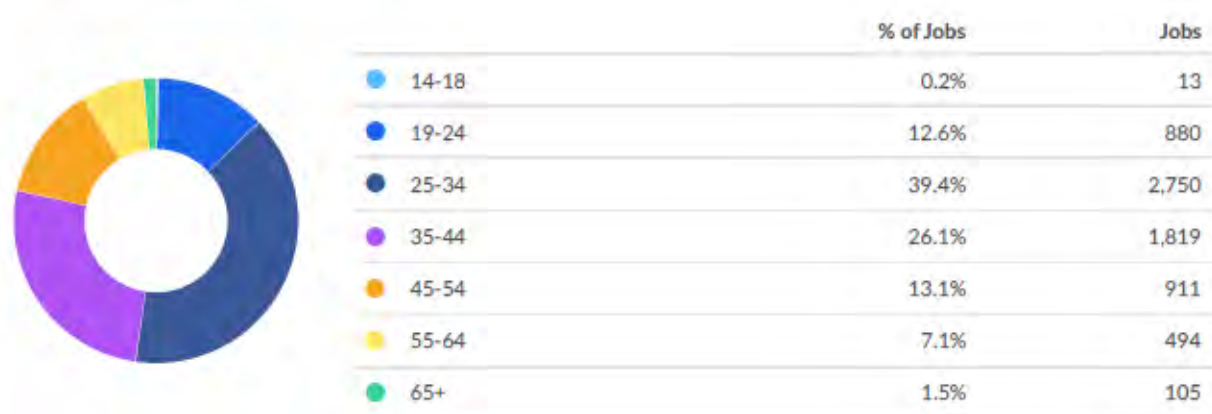 % of Jobs Jobs
14-18 0.2% 13
19-24 12.6% 880
25-34 39.4% 2,750
35-44 26.1% 1,819
45-54 13.1% 911
55-64 7.1% 494
65+ 1.5% 105